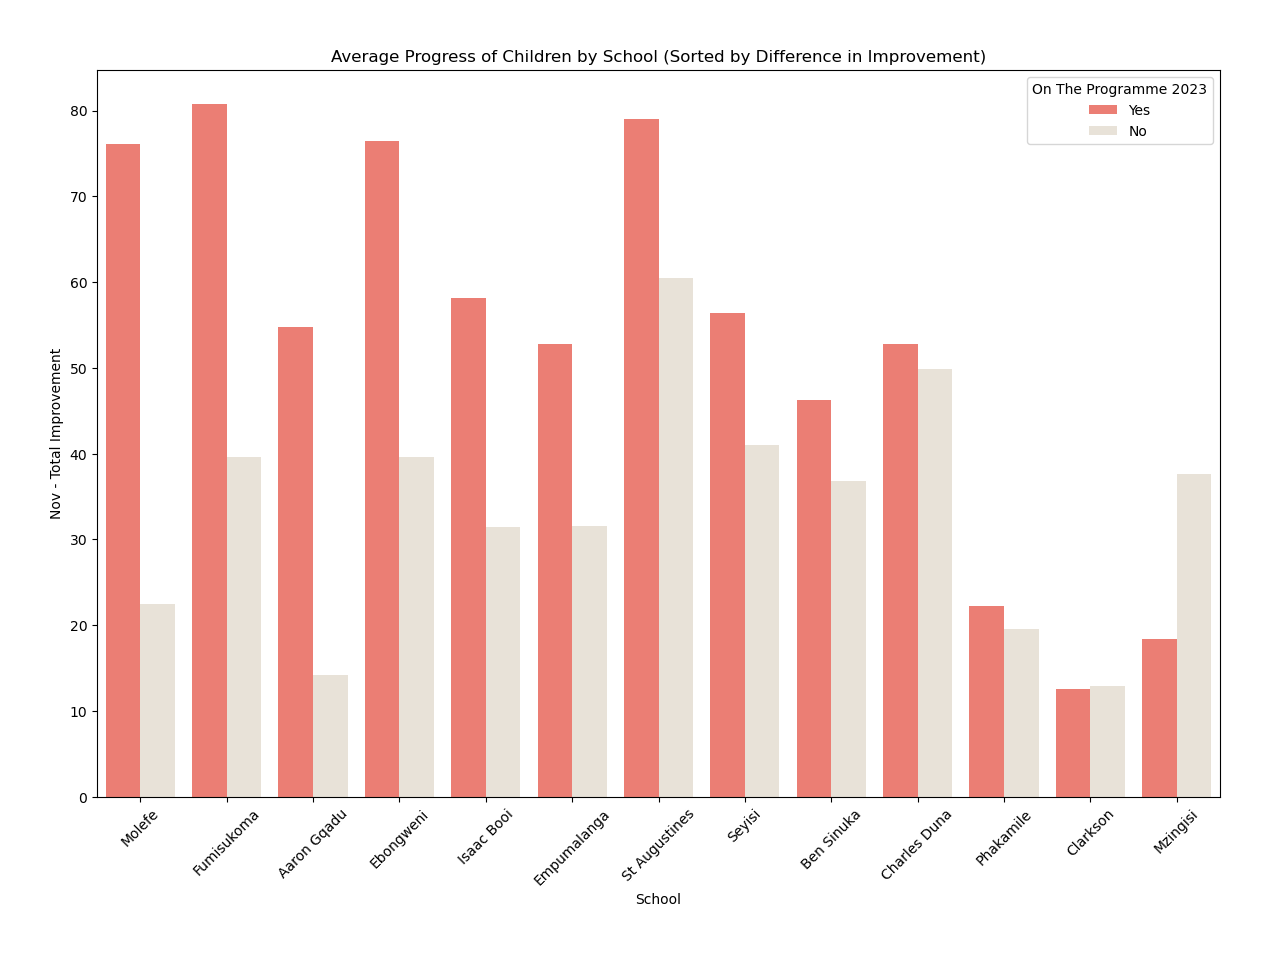 Average Progress of Children by School (Sorted by Difference in Improvement)
On The Programme 2023
Yes
No
80
70
60
50
40
30
20
10
0
Nov - Total Improvement
Molefe
Fumisukoma
Aaron Gqadu
Ebongweni
Isaac Booi
Empumalanga
St Augustines
Seyisi
Ben Sinuka
Charles Duna
Phakamile
Clarkson
Mzingisi
School